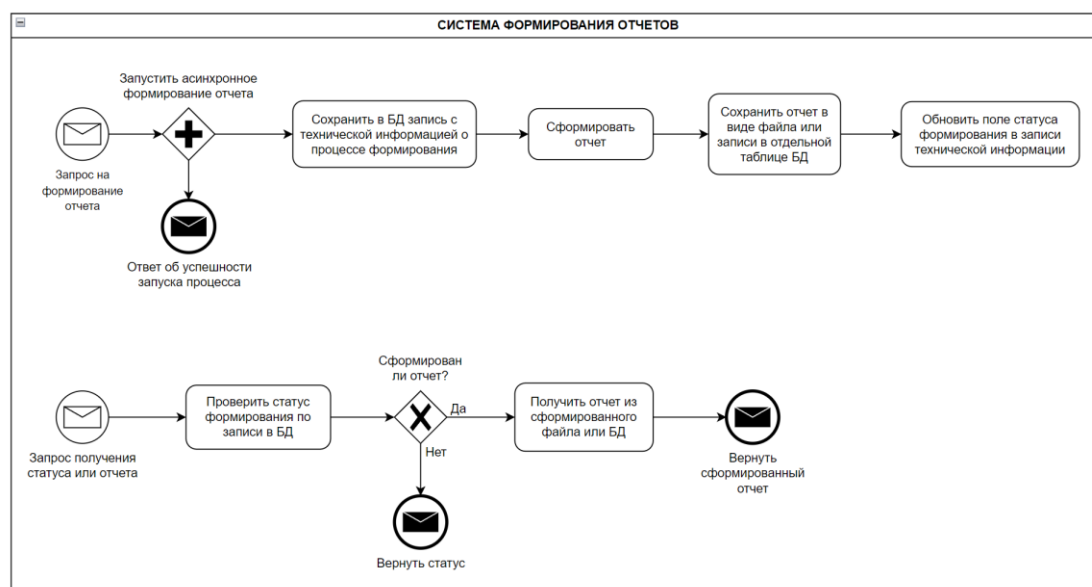 СИСТЕМА ФОРМИРОВАНИЯ ОТЧЕТОВ
Запустить асинхронное
формирование отчета
Запрос на
формирование
отчета
Ответ об успешности
запуска процесса
Сохранить в БД запись с
технической информацией о
процессе формирования
Сформировать
отчет
Сохранить отчет в
виде файла или
записи в отдельной
таблице БД
Обновить поле статуса
формирования в записи
технической информации
Запрос получения
статуса или отчета
Проверить статус
формирования по
записи в БД
Сформирован
ли отчет?
Да
Нет
Вернуть статус
Получить отчет из
сформированного
файла или БД
Вернуть
сформированный
отчет